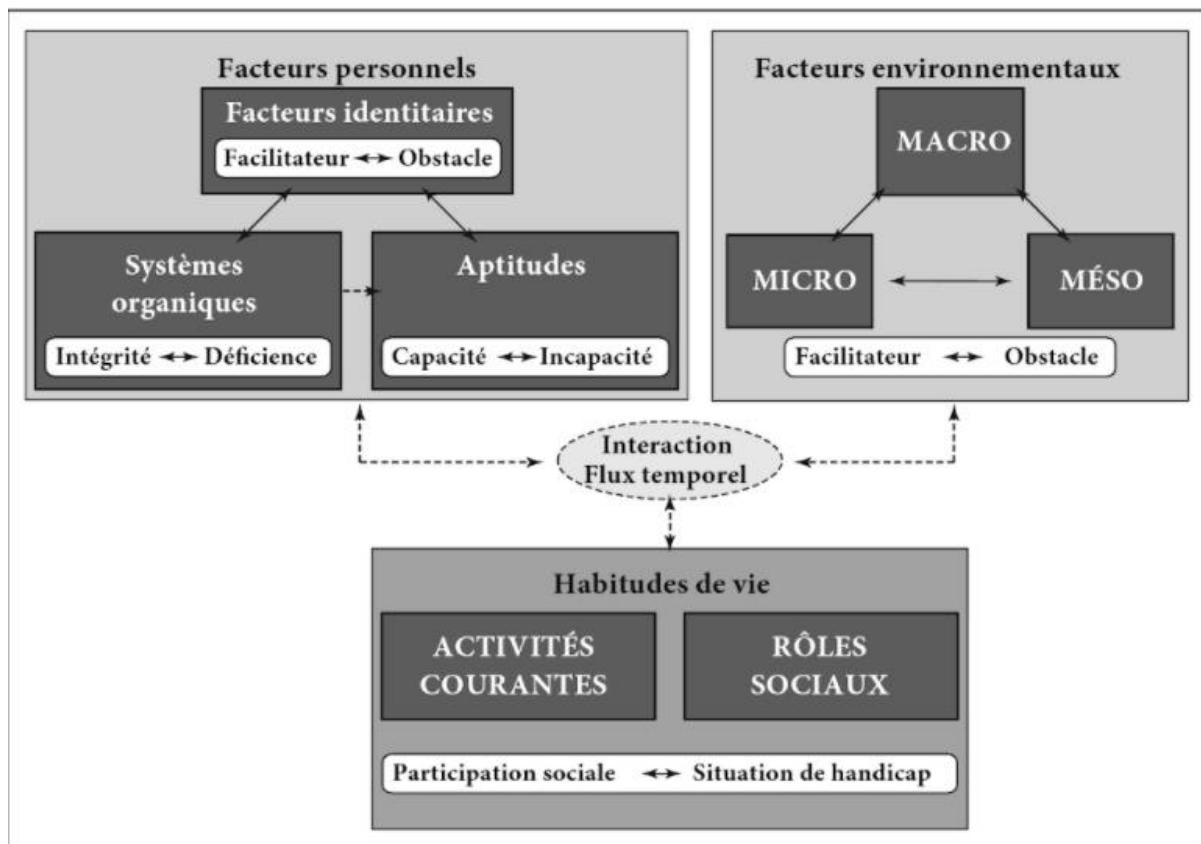 Facteurs personnels
Facteurs identitaires
Facilitateur Obstacle
Systèmes
organiques
Intégrité Déficience
Aptitudes
Capacité Incapacité
Facteurs environnementaux
MACRO
MICRO
MÉSO
Facilitateur Obstacle
Interaction
Flux temporel
Habitudes de vie
ACTIVITÉS
COURANTES
RÔLES
SOCIAUX
Participation sociale Situation de handicap